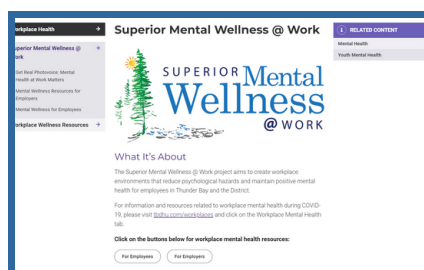 Workplace Health
Superior Mental Wellness @
Work
Get Real Photovoice: Mental
Health at Work Matters
Mental Wellness Resources for
Employers
Mental Wellness for Employees
Workplace Wellness Resources
Superior Mental Wellness @ Work
SUPERIOR Mental
Wellness
@ WORK
What It's About
The Superior Mental Wellness @ Work project aims to create workplace
environments that reduce psychological hazards and maintain positive mental
health for employees in Thunder Bay and the District.
For information and resources related to workplace mental health during COVID-
19, please visit tbdhu.com/workplaces and click on the Workplace Mental Health
tab.
Click on the buttons below for workplace mental health resources:
For Employees For Employers
RELATED CONTENT
Mental Health
Youth Mental Health